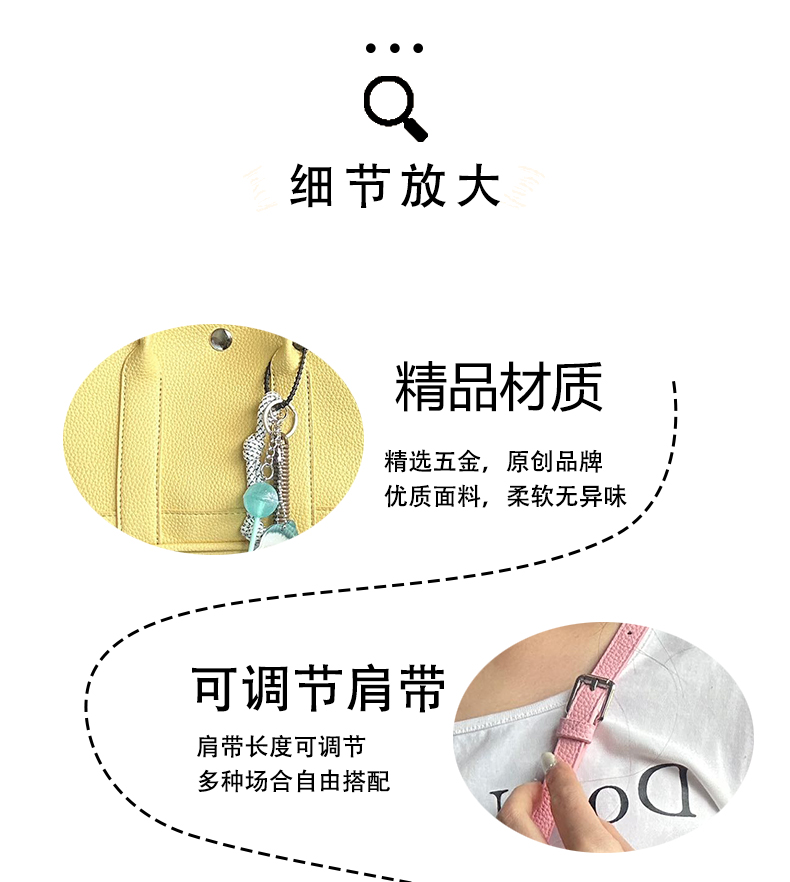 细节放大
精品材质
精选五金，原创品牌
优质面料，柔软无异味
可调节肩带
肩带长度可调节
多种场合自由搭配